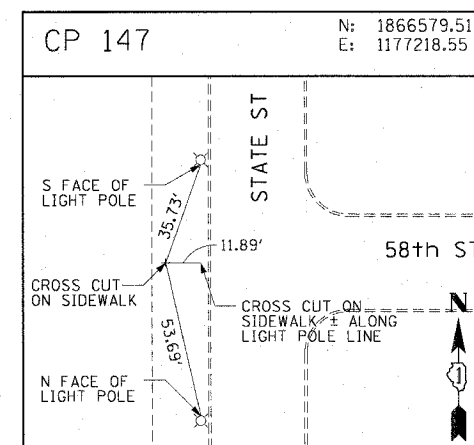 CP 147
N: 1866579.51
E: 1177218.55
STATE ST
S FACE OF
LIGHT POLE
35.73'
11.89'
58th ST
CROSS CUT
ON SIDEWALK
CROSS CUT ON
SIDEWALK ± ALONG
LIGHT POLE LINE
N
53.69'
N FACE OF
LIGHT POLE